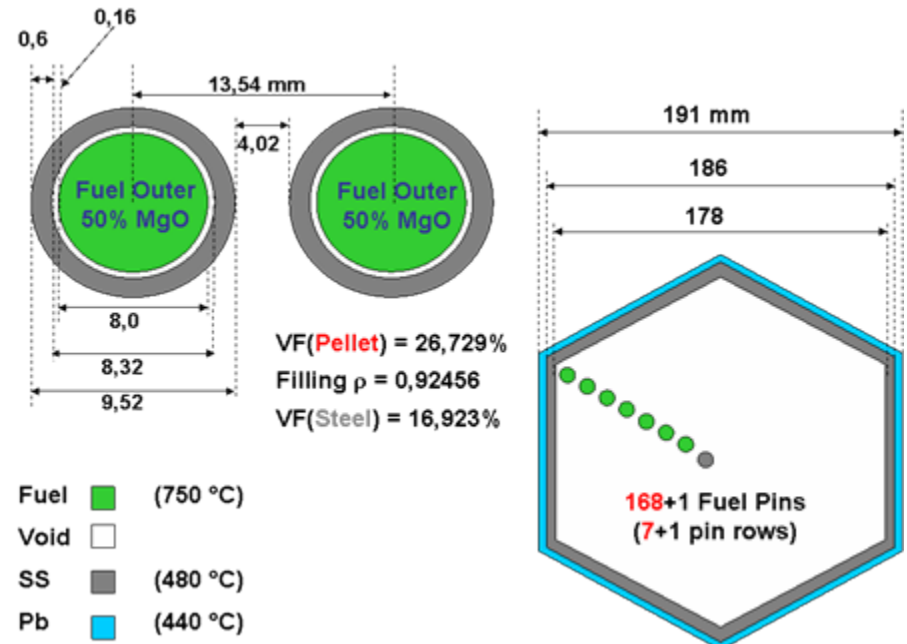 0,16
0,6
13,54 mm
4,02
Fuel Outer
50% MgO
Fuel Outer
50% MgO
8,0
8,32
9,52
VF(Pellet) = 26,729%
Filling ρ = 0,92456
VF(Steel) = 16,923%
Fuel (750 °C)
Void
SS (480 °C)
Pb (440 °C)
191 mm
186
178
168+1 Fuel Pins
(7+1 pin rows)